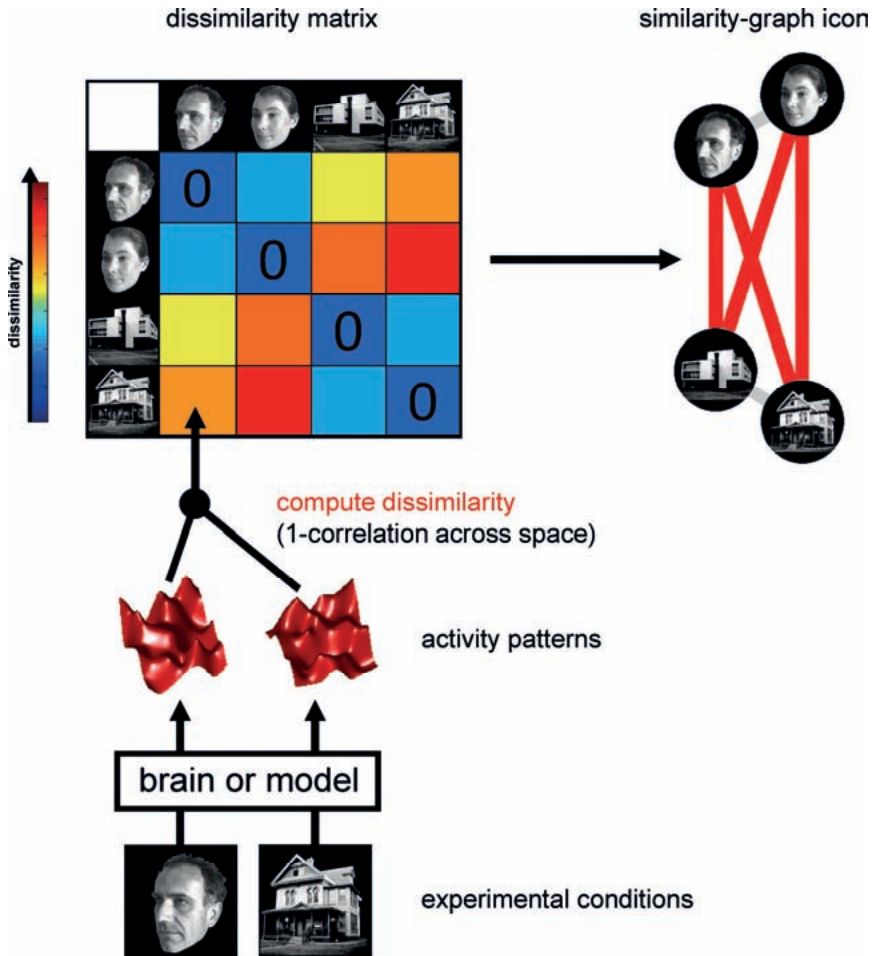 dissimilarity matrix
similarity-graph icon
dissimilarity
0
0
0
0
compute dissimilarity
(1-correlation across space)
activity patterns
brain or model
experimental conditions